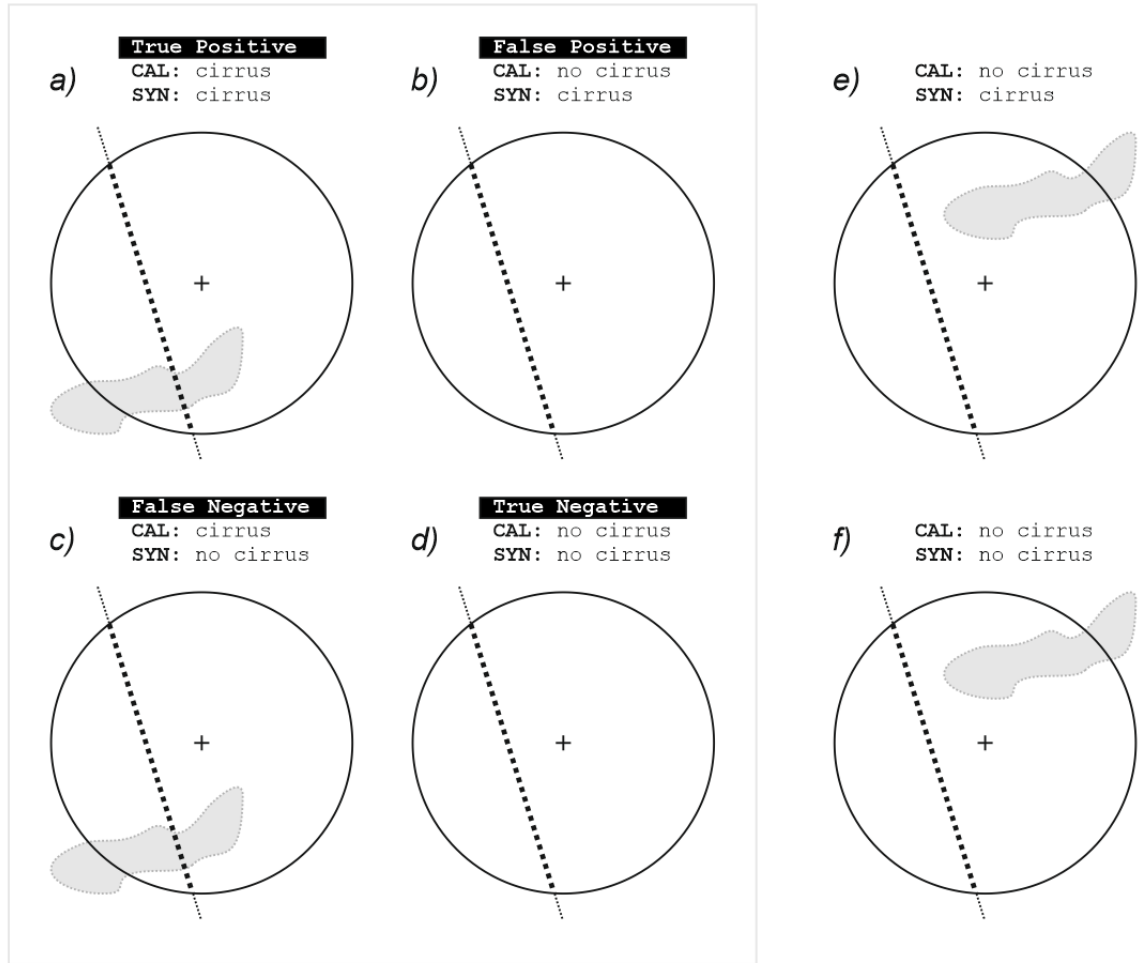 True Positive
a)
CAL: cirrus
SYN: cirrus
False Positive
b)
CAL: no cirrus
SYN: cirrus
e)
CAL: no cirrus
SYN: cirrus
False Negative
c)
CAL: cirrus
SYN: no cirrus
True Negative
d)
CAL: no cirrus
SYN: no cirrus
f)
CAL: no cirrus
SYN: no cirrus